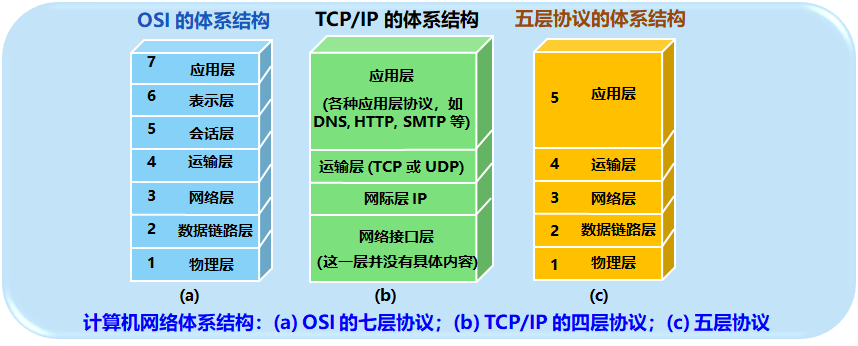 OSI 的体系结构
TCP/IP 的体系结构
五层协议的体系结构
7 应用层
6 表示层
5 会话层
4 运输层
3 网络层
2 数据链路层
1 物理层
(a)
应用层
(各种应用层协议，如
DNS, HTTP, SMTP 等)
运输层 (TCP 或 UDP)
网际层 IP
网络接口层
(这一层并没有具体内容)
(b)
5 应用层
4 运输层
3 网络层
2 数据链路层
1 物理层
(c)
计算机网络体系结构：(a) OSI 的七层协议；(b) TCP/IP 的四层协议；(c) 五层协议